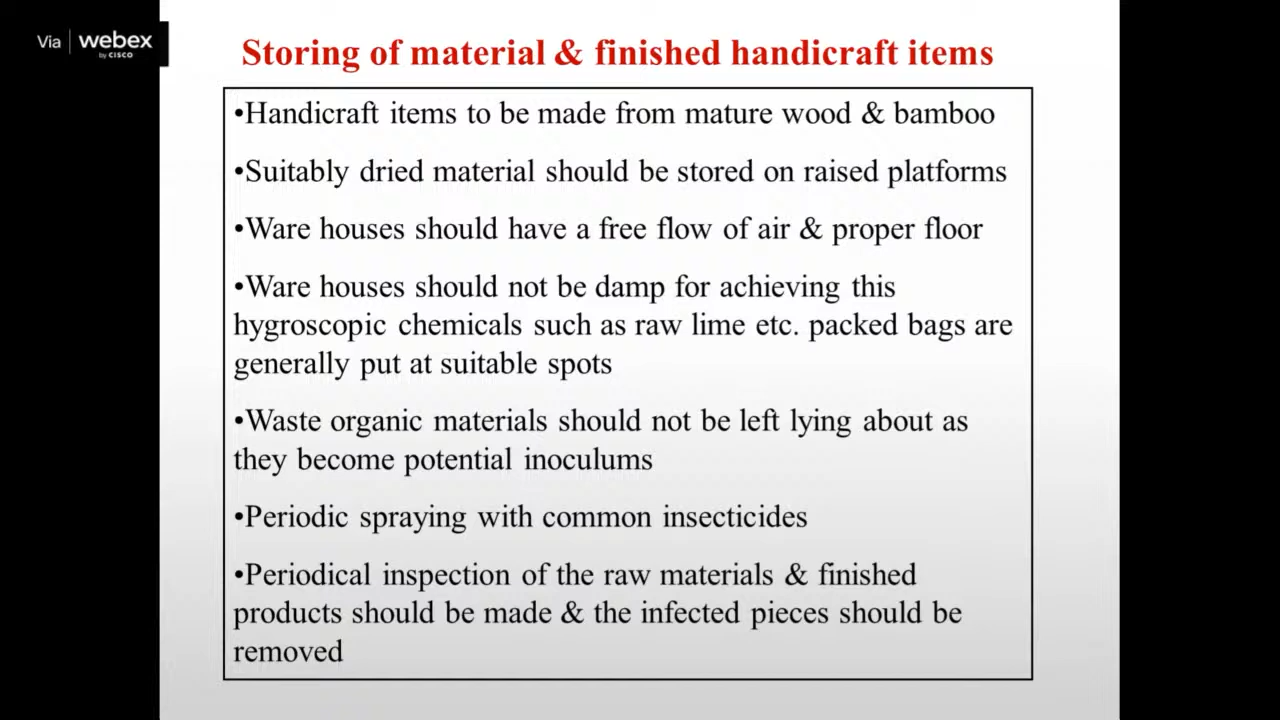 Via webex
by CISCO
Storing of material & finished handicraft items
•Handicraft items to be made from mature wood & bamboo
•Suitably dried material should be stored on raised platforms
•Ware houses should have a free flow of air & proper floor
•Ware houses should not be damp for achieving this
hygroscopic chemicals such as raw lime etc. packed bags are
generally put at suitable spots
•Waste organic materials should not be left lying about as
they become potential inoculums
•Periodic spraying with common insecticides
•Periodical inspection of the raw materials & finished
products should be made & the infected pieces should be
removed